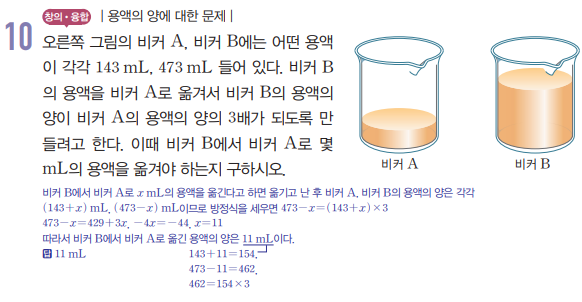 창의·융합 | 용액의 양에 대한 문제 |
10 오른쪽 그림의 비커 A, 비커 B에는 어떤 용액
이 각각 143 mL, 473 mL 들어 있다. 비커 B
의 용액을 비커 A로 옮겨서 비커 B의 용액의
양이 비커 A의 용액의 양의 3배가 되도록 만
들려고 한다. 이때 비커 B에서 비커 A로 몇
mL의 용액을 옮겨야 하는지 구하시오.
비커 A 비커 B
비커 B에서 비커 A로 x mL의 용액을 옮긴다고 하면 옮기고 난 후 비커 A, 비커 B의 용액의 양은 각각
(143+x) mL, (473-x) mL이므로 방정식을 세우면 473-x=(143+x)×3
473-x=429+3x, -4x=-44, x=11
따라서 비커 B에서 비커 A로 옮긴 용액의 양은 11 mL이다.
답 11 mL 143+11=154,
473-11=462,
462=154×3